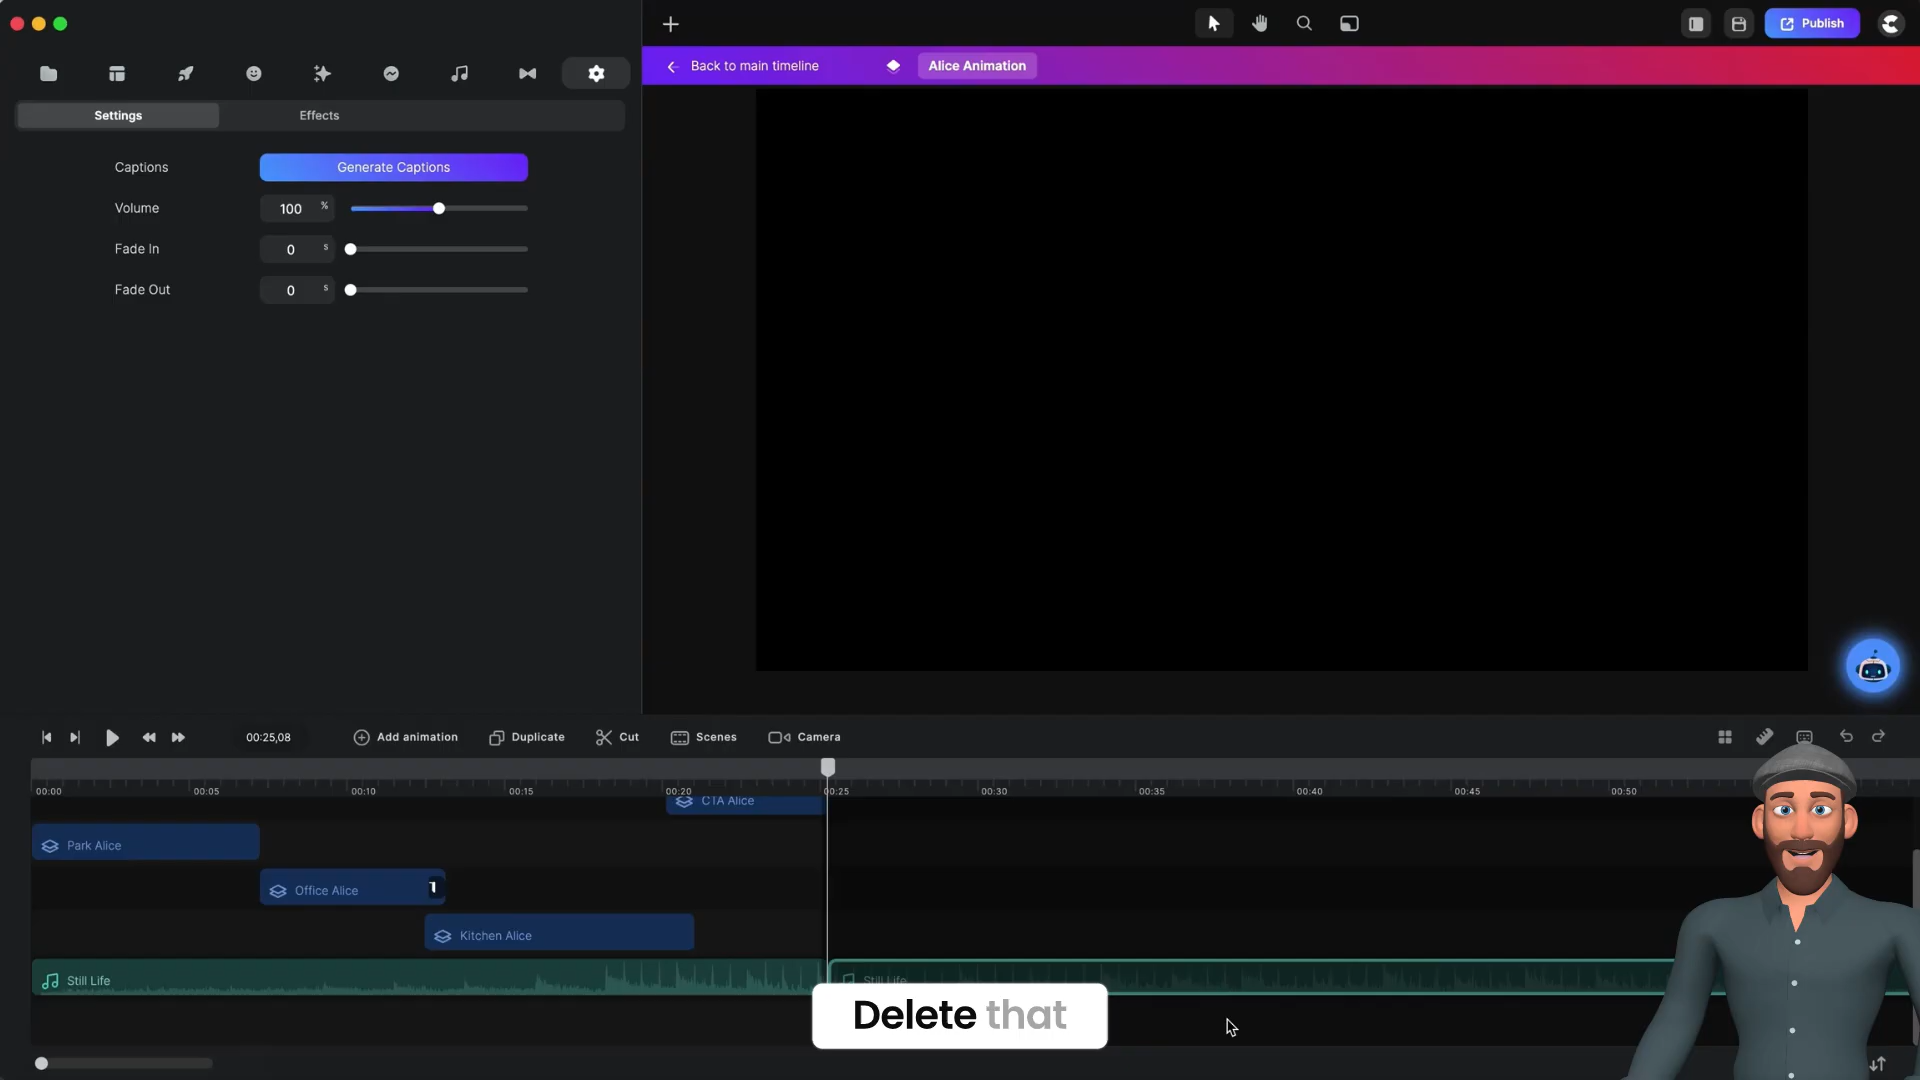 Publish
Back to main timeline
Alice Animation
Settings
Effects
Captions
Generate Captions
Volume
100 %
Fade In
0 s
Fade Out
0 s
00:25,08
Add animation
Duplicate
Cut
Scenes
Camera
00:00
00:05
00:10
00:15
00:20
00:25
00:30
00:35
00:40
00:45
00:50
CTA Alice
Park Alice
Office Alice
Kitchen Alice
Still Life
Still Life
Delete that